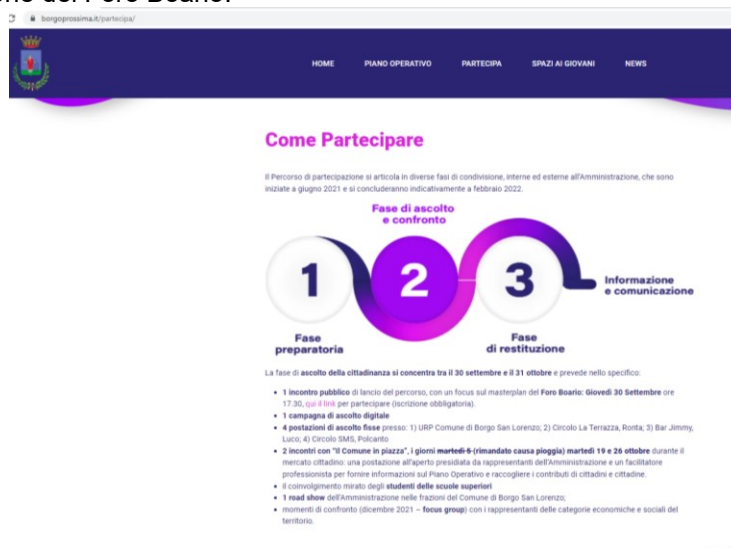 one del Foro Boario.
borgoprossima.it/partecipa/
HOME PIANO OPERATIVO PARTECIPA SPAZI AI GIOVANI NEWS
Come Partecipare
Il Percorso di partecipazione si articola in diverse fasi di condivisione, interne ed esterne all'Amministrazione, che sono
iniziate a giugno 2021 e si concluderanno indicativamente a febbraio 2022.
Fase di ascolto
e confronto
1 2 3
Informazione
e comunicazione
Fase
preparatoria
Fase
di restituzione
La fase di ascolto della cittadinanza si concentra tra il 30 settembre e il 31 ottobre e prevede nello specifico:
• 1 incontro pubblico di lancio del percorso, con un focus sul masterplan del Foro Boario: Giovedì 30 Settembre ore
17.30, qui il link per partecipare (iscrizione obbligatoria).
• 1 campagna di ascolto digitale
• 4 postazioni di ascolto fisse presso: 1) URP Comune di Borgo San Lorenzo; 2) Circolo La Terrazza, Ronta; 3) Bar Jimmy,
Luco; 4) Circolo SMS, Polcanto
• 2 incontri con "Il Comune in piazza", i giorni martedì 5 (rimandato causa pioggia) martedì 19 e 26 ottobre durante il
mercato cittadino: una postazione all'aperto presidiata da rappresentanti dell'Amministrazione e un facilitatore
professionista per fornire informazioni sul Piano Operativo e raccogliere i contributi di cittadini e cittadine.
• il coinvolgimento mirato degli studenti delle scuole superiori
• 1 road show dell'Amministrazione nelle frazioni del Comune di Borgo San Lorenzo;
• momenti di confronto (dicembre 2021 – focus group) con i rappresentanti delle categorie economiche e sociali del
territorio.